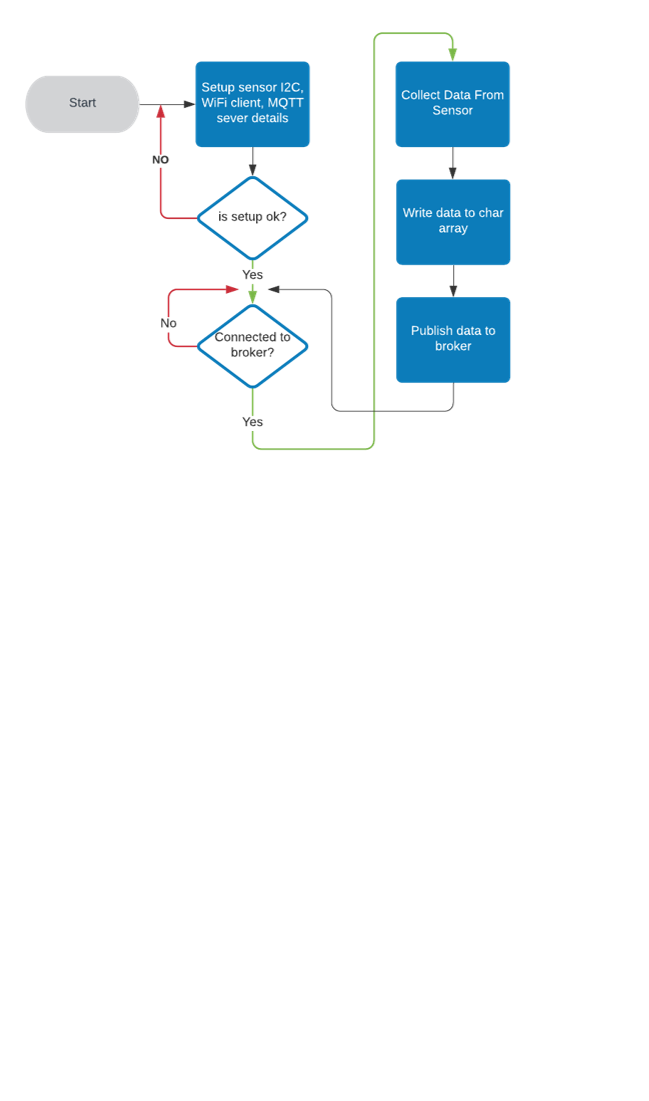 Start
Setup sensor I2C,
WiFi client, MQTT
sever details
NO
is setup ok?
Yes
No
Connected to
broker?
Yes
Collect Data From
Sensor
Write data to char
array
Publish data to
broker